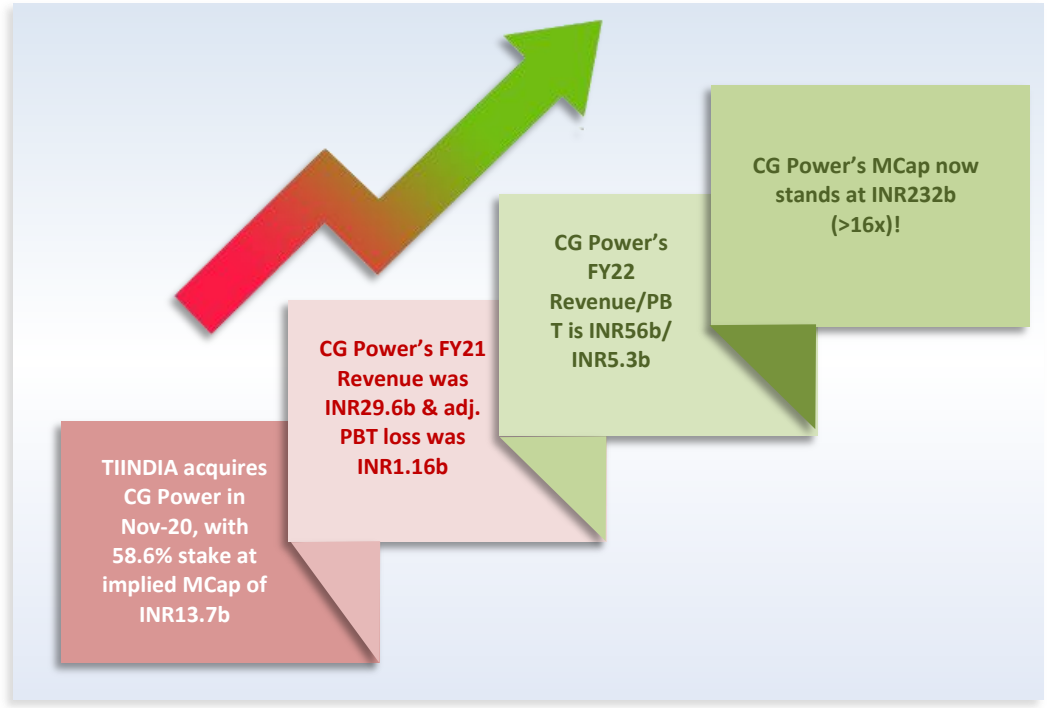 TIINDIA acquires
CG Power in
Nov-20, with
58.6% stake at
implied MCap of
INR13.7b
CG Power’s FY21
Revenue was
INR29.6b & adj.
PBT loss was
INR1.16b
CG Power’s
FY22
Revenue/PB
T is INR56b/
INR5.3b
CG Power’s MCap now
stands at INR232b
(>16x)!